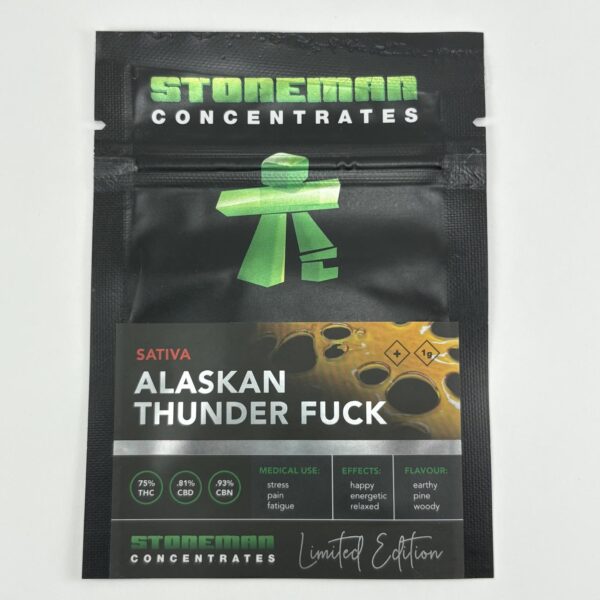 STONEMAN
CONCENTRATES
SATIVA
+ 1g
ALASKAN
THUNDER FUCK
75% THC
.81% CBD
.93% CBN
MEDICAL USE:
stress
pain
fatigue
EFFECTS:
happy
energetic
relaxed
FLAVOUR:
earthy
pine
woody
STONEMAN
CONCENTRATES
Limited Edition